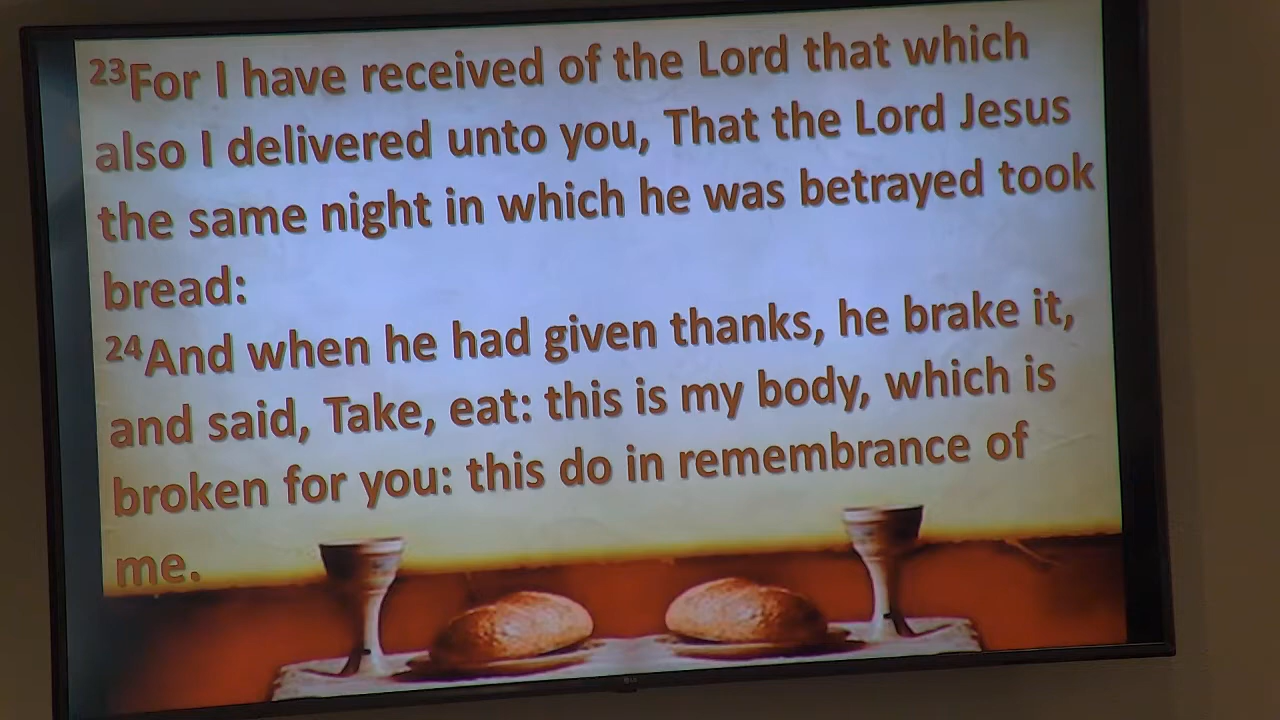 ²³For I have received of the Lord that which
also I delivered unto you, That the Lord Jesus
the same night in which he was betrayed took
bread:
²⁴And when he had given thanks, he brake it,
and said, Take, eat: this is my body, which is
broken for you: this do in remembrance of
me.
LG